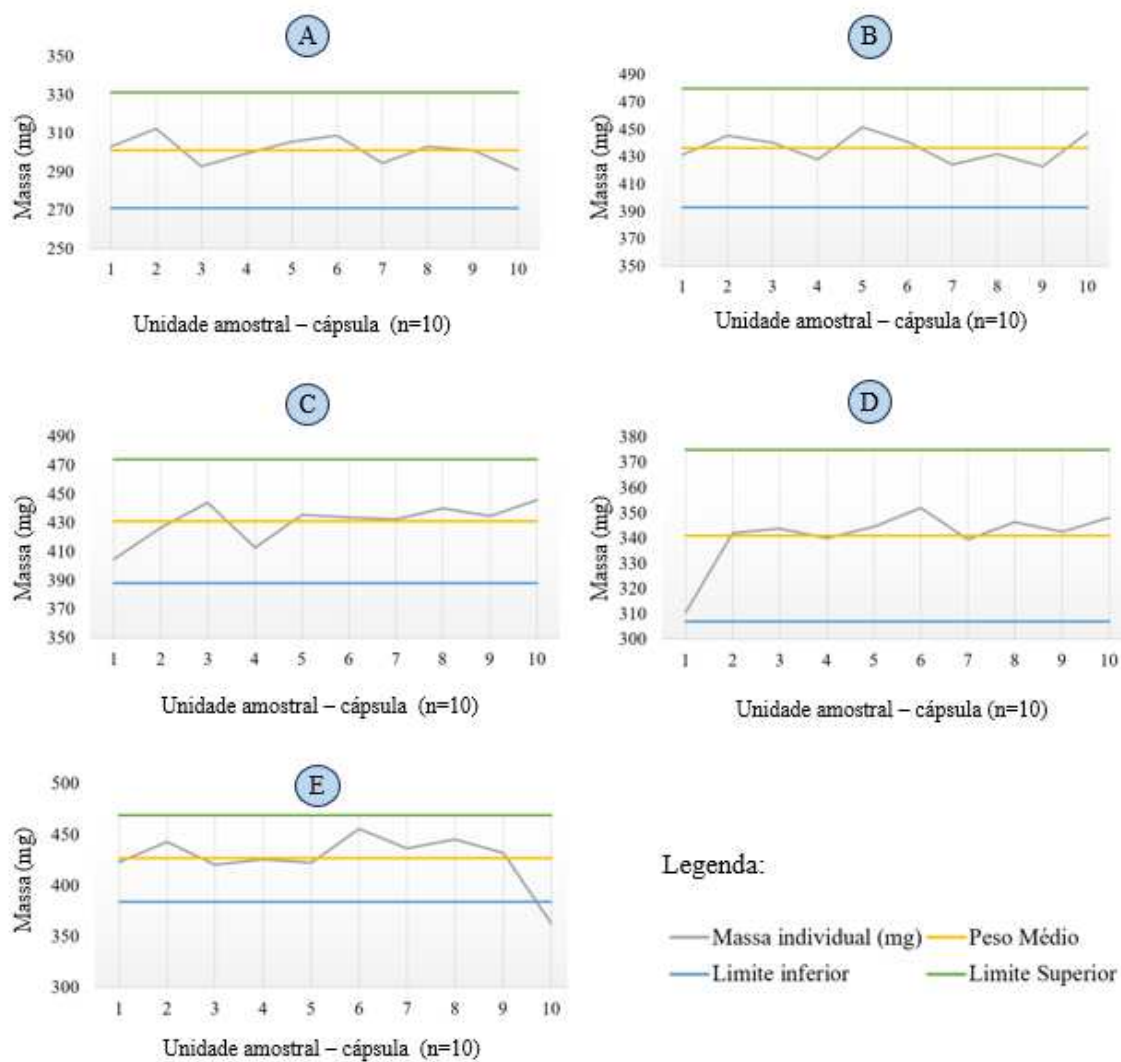 A
350
330
310
290
270
250
Massa (mg)
1 2 3 4 5 6 7 8 9 10
Unidade amostral – cápsula (n=10)
B
490
470
450
430
410
390
370
350
Massa (mg)
1 2 3 4 5 6 7 8 9 10
Unidade amostral – cápsula (n=10)
C
490
470
450
430
410
390
370
350
Massa (mg)
1 2 3 4 5 6 7 8 9 10
Unidade amostral – cápsula (n=10)
D
380
370
360
350
340
330
320
310
300
Massa (mg)
1 2 3 4 5 6 7 8 9 10
Unidade amostral – cápsula (n=10)
E
500
450
400
350
300
Massa (mg)
1 2 3 4 5 6 7 8 9 10
Unidade amostral – cápsula (n=10)
Legenda:
Massa individual (mg) Peso Médio
Limite inferior Limite Superior